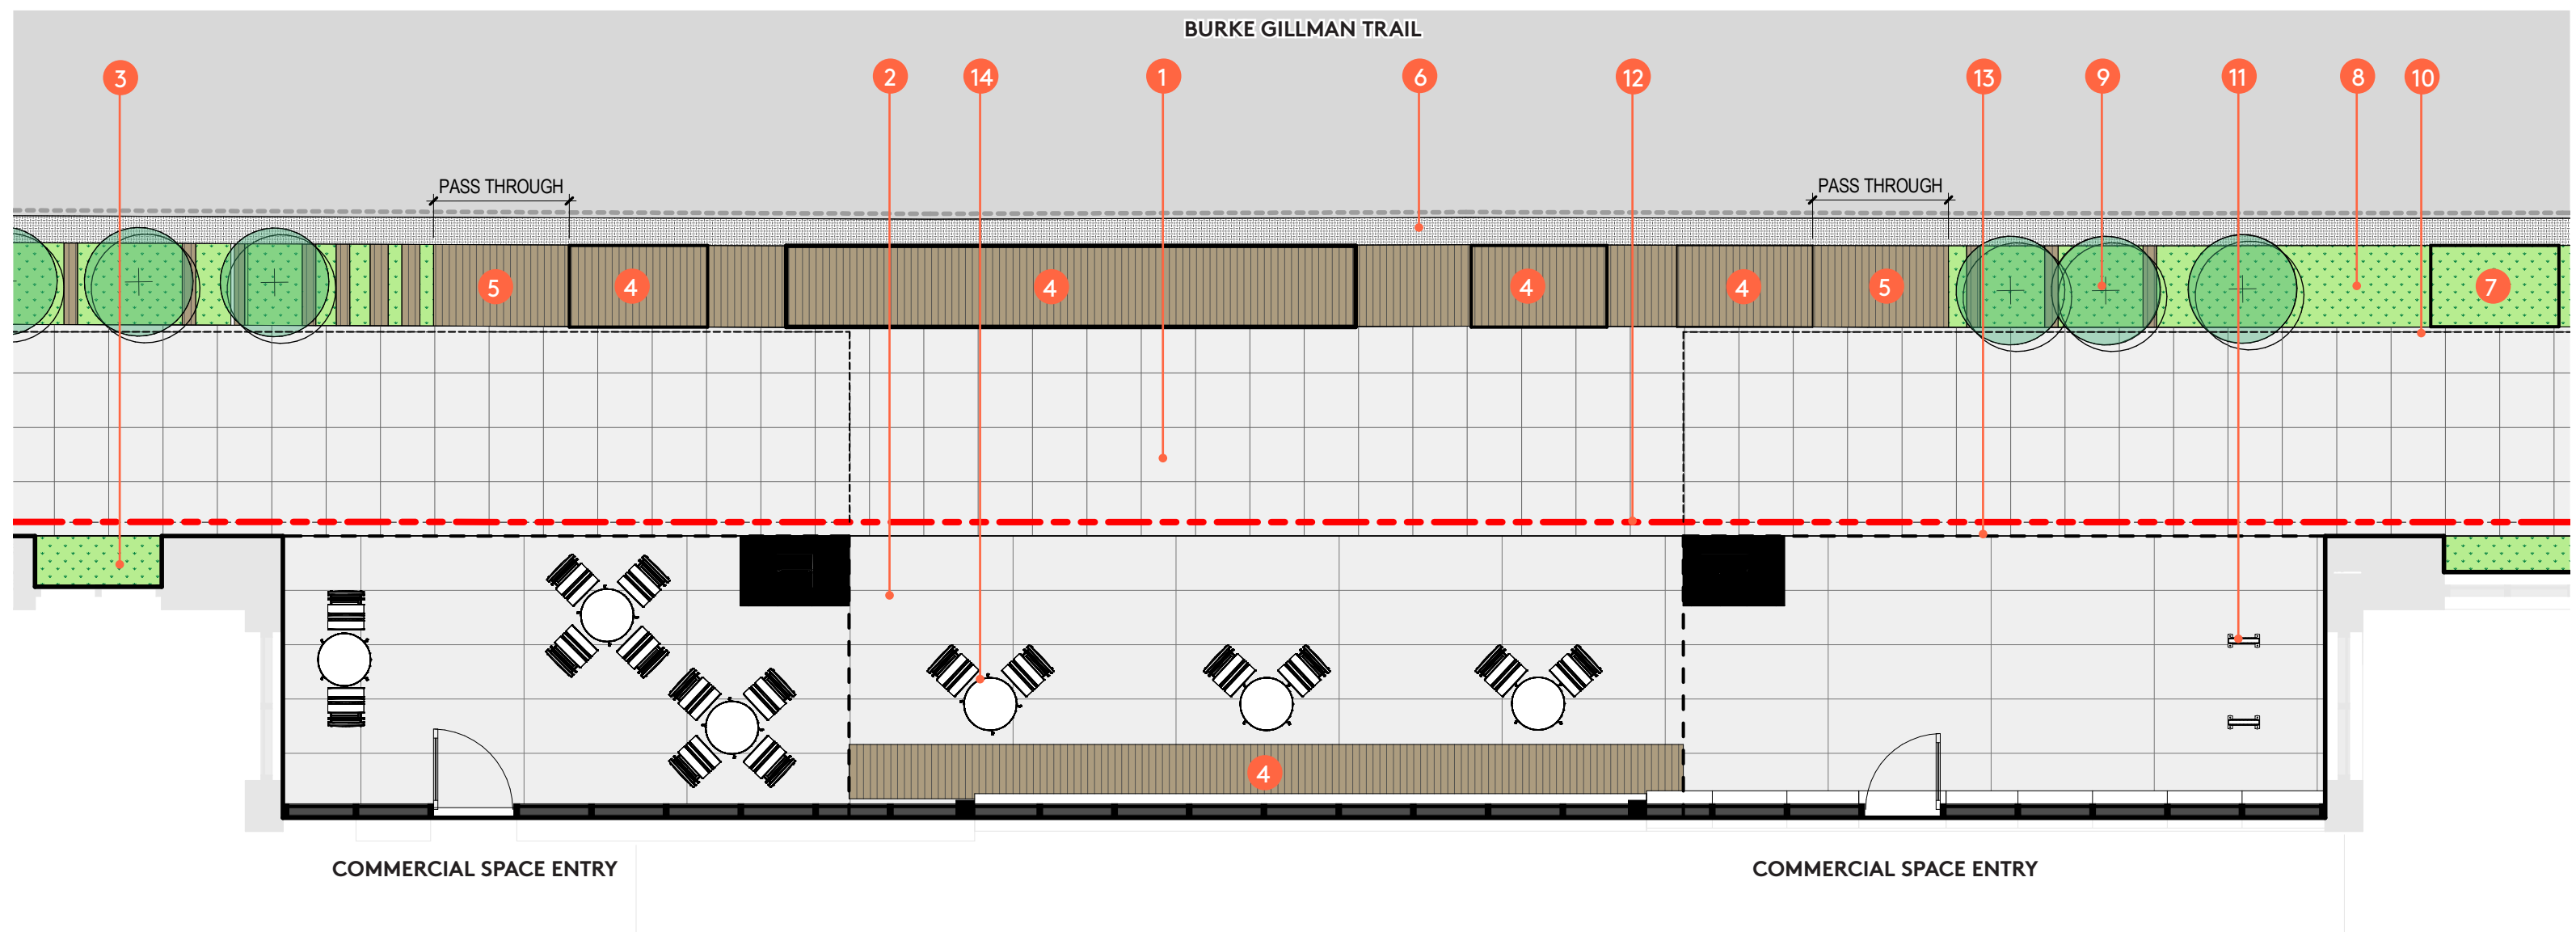 BURKE GILLMAN TRAIL
3 2 14 1 6 12 13 9 11 8 10
PASS THROUGH PASS THROUGH
5 4 4 4 4 5 7
4
COMMERCIAL SPACE ENTRY COMMERCIAL SPACE ENTRY